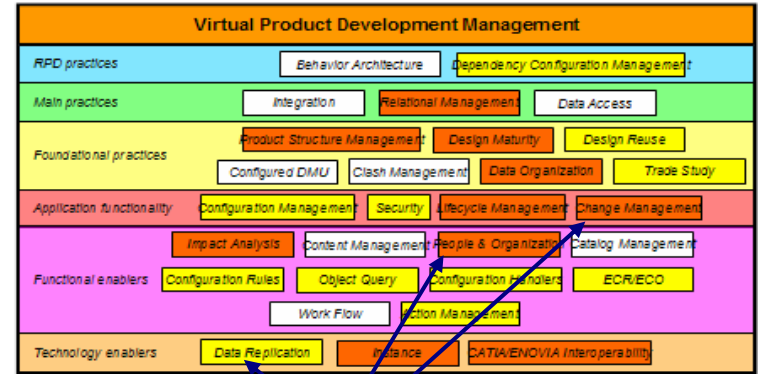 Virtual Product Development Management
RPD practices Behavior Architecture Dependency Configuration Management
Main practices Integration Relational Management Data Access
Product Structure Management Design Maturity Design Reuse
Foundational practices
Configured DMU Clash Management Data Organization Trade Study
Application functionality Configuration Management Security Lifecycle Management Change Management
Impact Analysis Content Management People & Organization Catalog Management
Functional enablers Configuration Rules Object Query Configuration Handlers ECR/ECO
Work Flow Action Management
Technology enablers Data Replication Instance CATIA/ENOVIA Interoperability